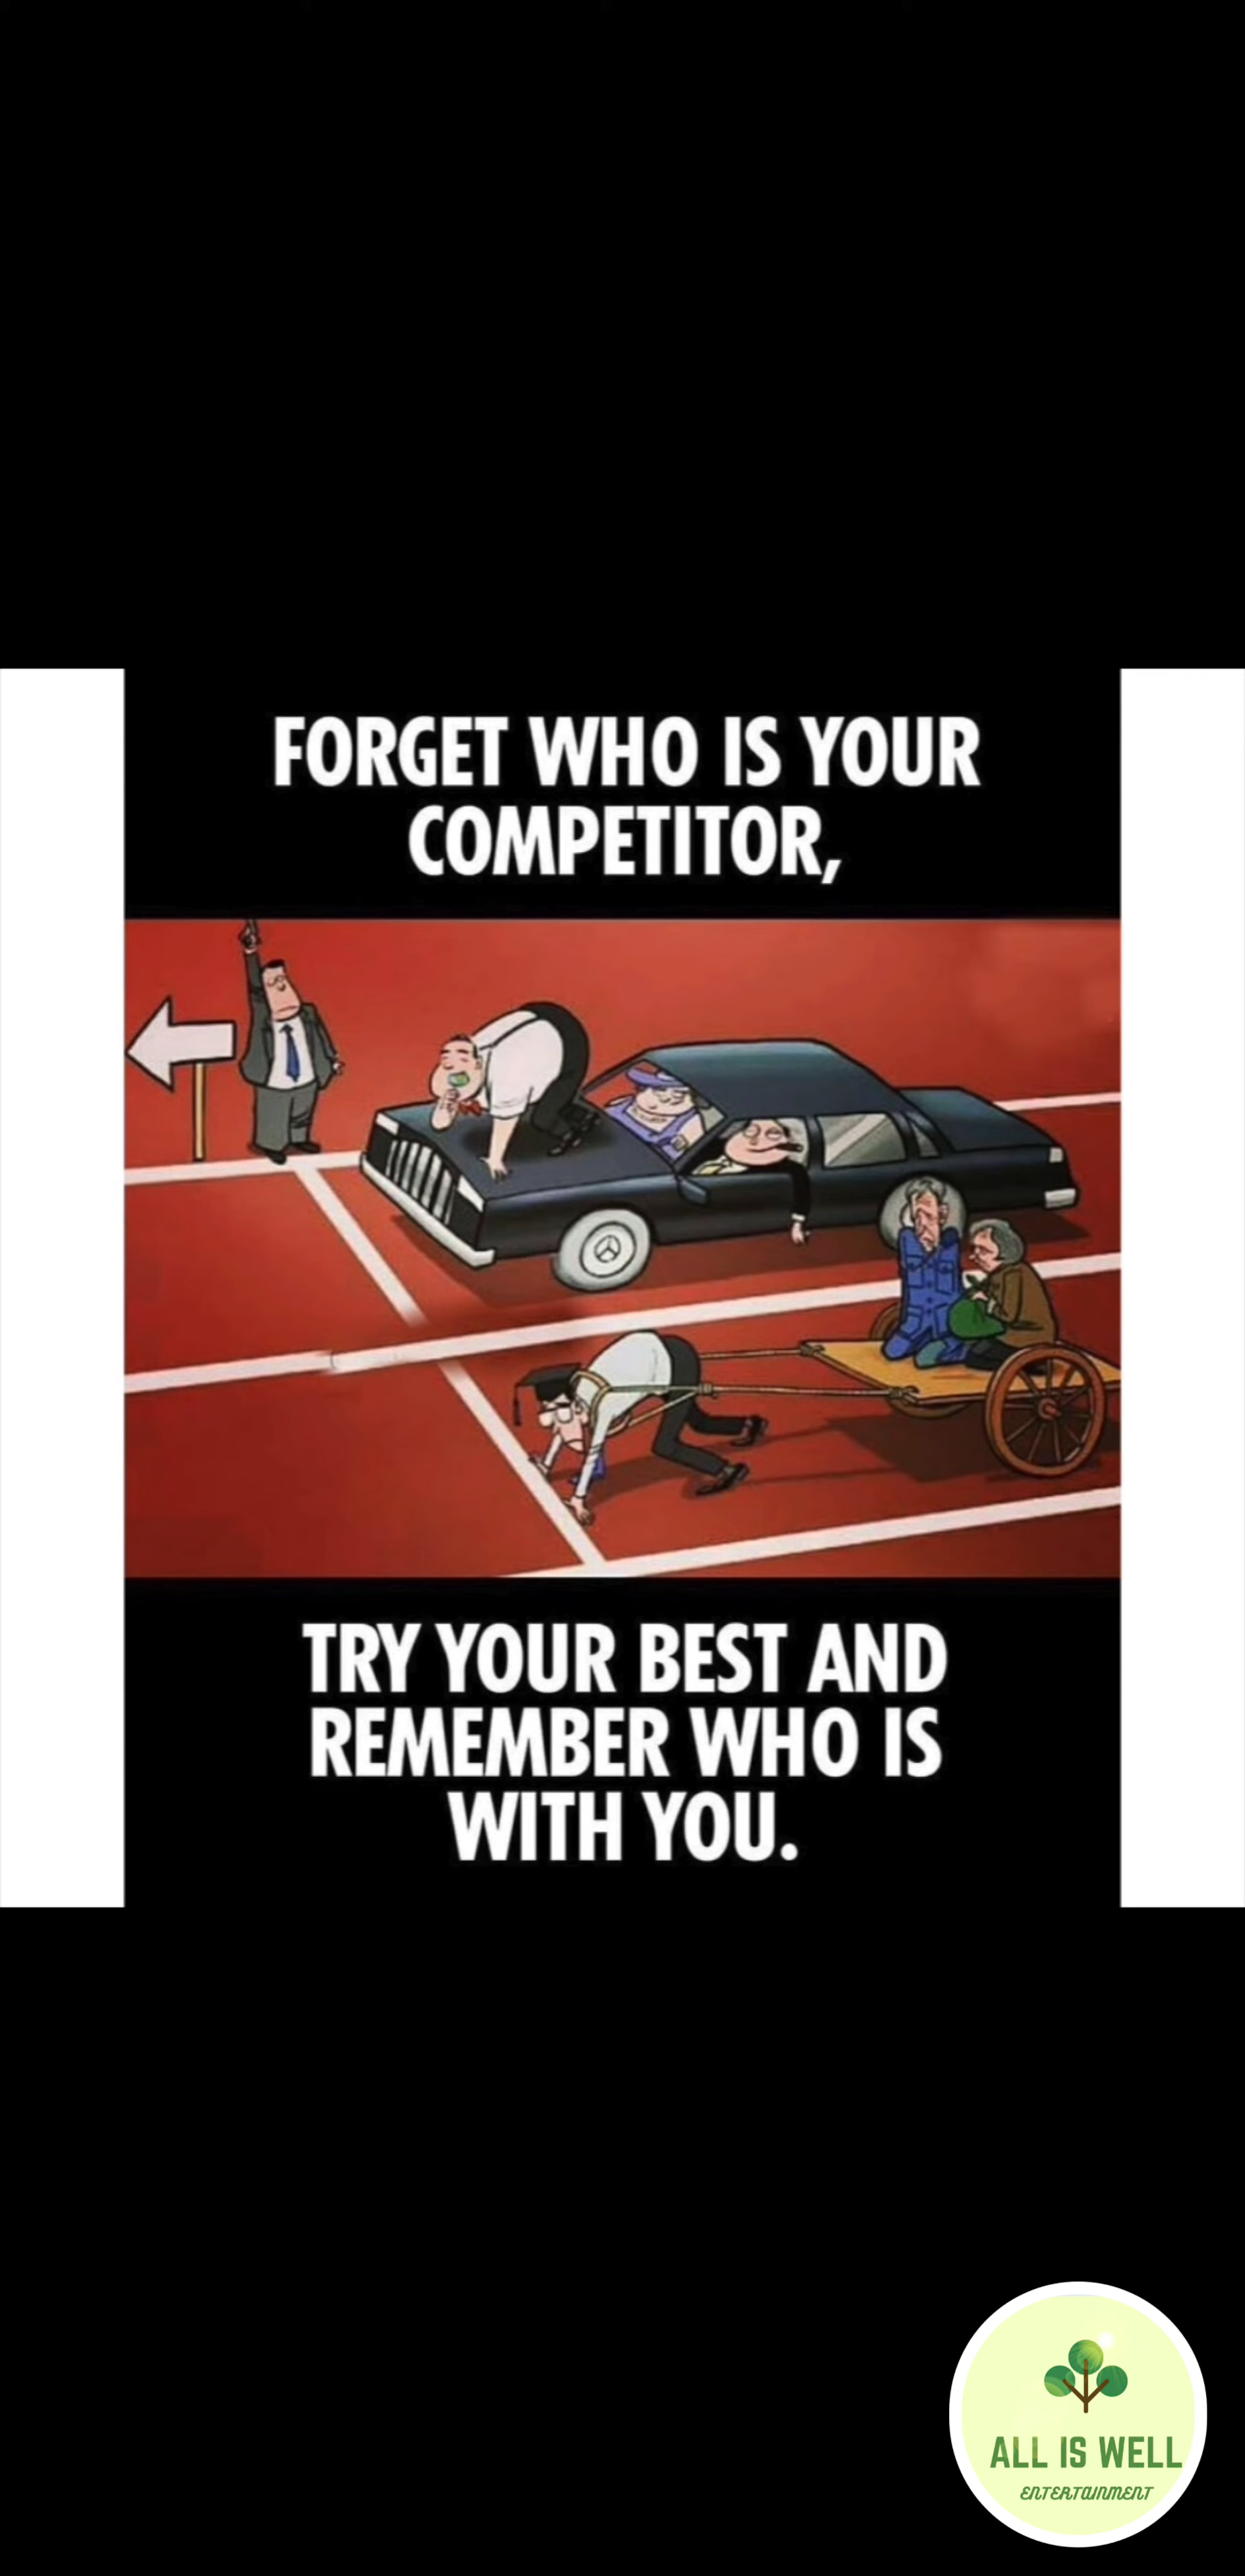 FORGET WHO IS YOUR
COMPETITOR,
TRY YOUR BEST AND
REMEMBER WHO IS
WITH YOU.
ALL IS WELL
ENTERTAINMENT